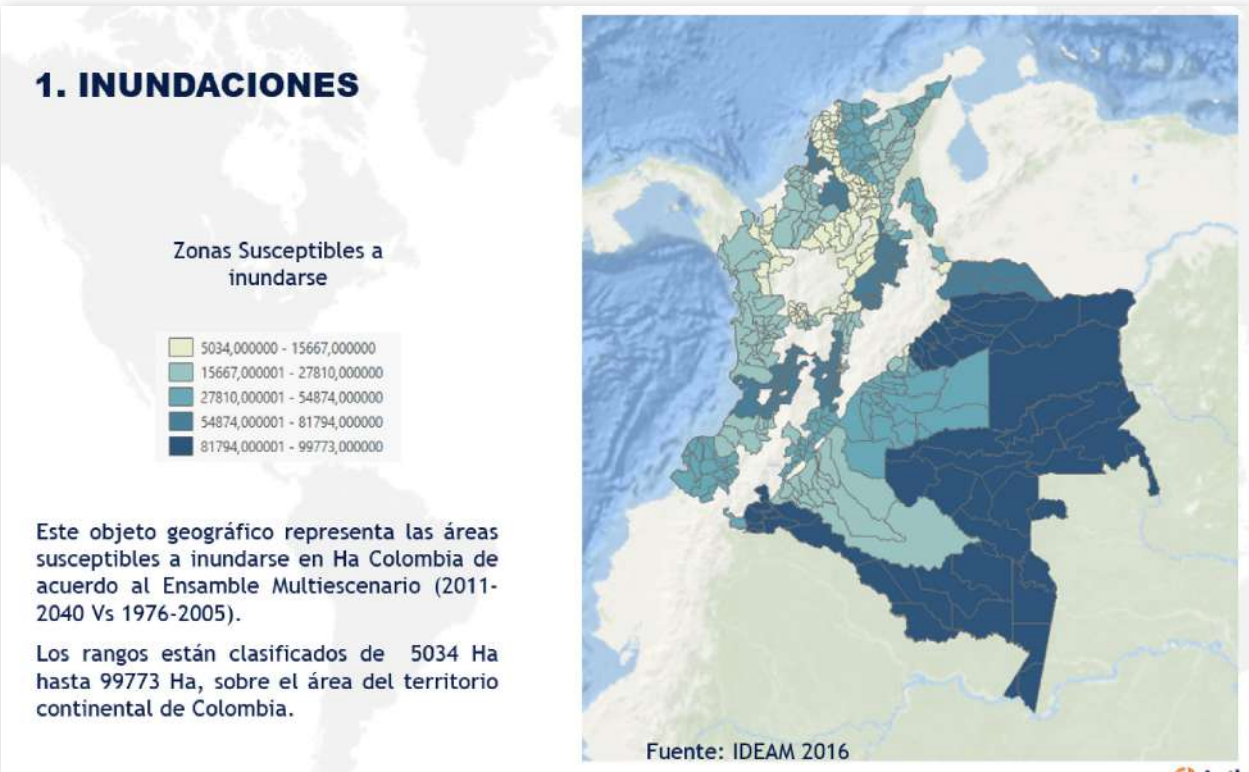 1. INUNDACIONES
Zonas Susceptibles a
inundarse
5034,000000 - 15667,000000
15667,000001 - 27810,000000
27810,000001 - 54874,000000
54874,000001 - 81794,000000
81794,000001 - 99773,000000
Este objeto geográfico representa las áreas
susceptibles a inundarse en Ha Colombia de
acuerdo al Ensamble Multiescenario (2011-
2040 Vs 1976-2005).
Los rangos están clasificados de 5034 Ha
hasta 99773 Ha, sobre el área del territorio
continental de Colombia.
Fuente: IDEAM 2016